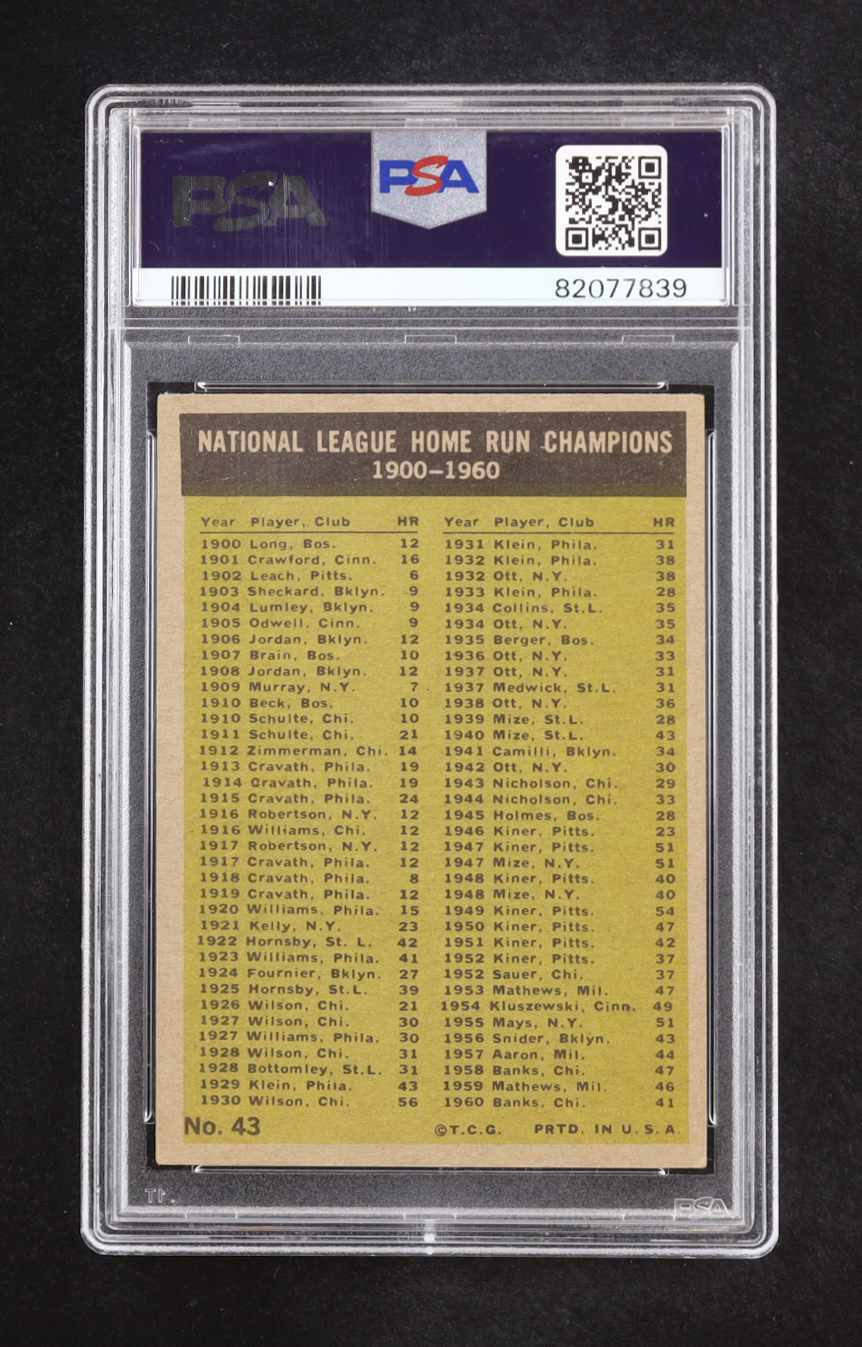 PSA
PSA
82077839
NATIONAL LEAGUE HOME RUN CHAMPIONS
1900–1960
Year Player, Club HR
1900 Long, Bos. 12
1901 Crawford, Cinn. 16
1902 Leach, Pitts. 6
1903 Sheckard, Bklyn. 9
1904 Lumley, Bklyn. 9
1905 Odwell, Cinn. 9
1906 Jordan, Bklyn. 12
1907 Brain, Bos. 10
1908 Jordan, Bklyn. 12
1909 Murray, N.Y. 7
1910 Beck, Bos. 10
1910 Schulte, Chi. 10
1911 Schulte, Chi. 21
1912 Zimmerman, Chi. 14
1913 Cravath, Phila. 19
1914 Cravath, Phila. 19
1915 Cravath, Phila. 24
1916 Robertson, N.Y. 12
1916 Williams, Chi. 12
1917 Robertson, N.Y. 12
1917 Cravath, Phila. 12
1918 Cravath, Phila. 8
1919 Cravath, Phila. 12
1920 Williams, Phila. 15
1921 Kelly, N.Y. 23
1922 Hornsby, St. L. 42
1923 Williams, Phila. 41
1924 Fournier, Bklyn. 27
1925 Hornsby, St.L. 39
1926 Wilson, Chi. 21
1927 Wilson, Chi. 30
1927 Williams, Phila. 30
1928 Wilson, Chi. 31
1928 Bottomley, St.L. 31
1929 Klein, Phila. 43
1930 Wilson, Chi. 56
Year Player, Club HR
1931 Klein, Phila. 31
1932 Klein, Phila. 38
1932 Ott, N.Y. 38
1933 Klein, Phila. 28
1934 Collins, St.L. 35
1934 Ott, N.Y. 35
1935 Berger, Bos. 34
1936 Ott, N.Y. 33
1937 Ott, N.Y. 31
1937 Medwick, St.L. 31
1938 Ott, N.Y. 36
1939 Mize, St.L. 28
1940 Mize, St.L. 43
1941 Camilli, Bklyn. 34
1942 Ott, N.Y. 30
1943 Nicholson, Chi. 29
1944 Nicholson, Chi. 33
1945 Holmes, Bos. 28
1946 Kiner, Pitts. 23
1947 Kiner, Pitts. 51
1947 Mize, N.Y. 51
1948 Kiner, Pitts. 40
1948 Mize, N.Y. 40
1949 Kiner, Pitts. 54
1950 Kiner, Pitts. 47
1951 Kiner, Pitts. 42
1952 Kiner, Pitts. 37
1952 Sauer, Chi. 37
1953 Mathews, Mil. 47
1954 Kluszewski, Cinn. 49
1955 Mays, N.Y. 51
1956 Snider, Bklyn. 43
1957 Aaron, Mil. 44
1958 Banks, Chi. 47
1959 Mathews, Mil. 46
1960 Banks, Chi. 41
No. 43 ©T.C.G. PRTD. IN U.S.A.
PSA